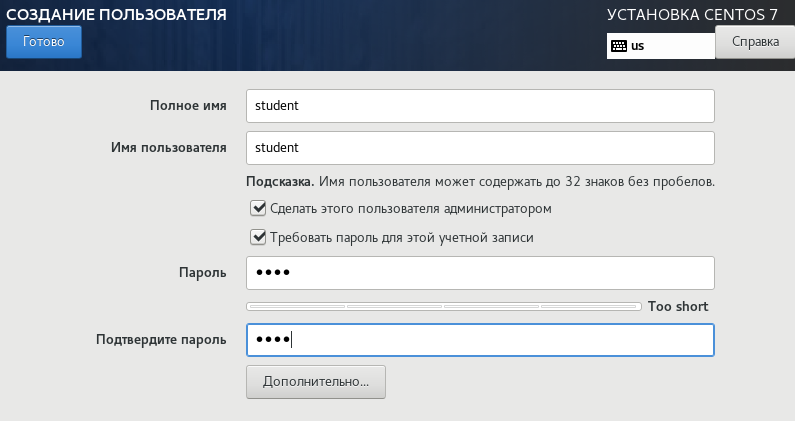 СОЗДАНИЕ ПОЛЬЗОВАТЕЛЯ
УСТАНОВКА CENTOS 7
Готово
us
Справка
Полное имя
student
Имя пользователя
student
Подсказка. Имя пользователя может содержать до 32 знаков без пробелов.
Сделать этого пользователя администратором
Требовать пароль для этой учетной записи
Пароль
••••
Too short
Подтвердите пароль
••••
Дополнительно...